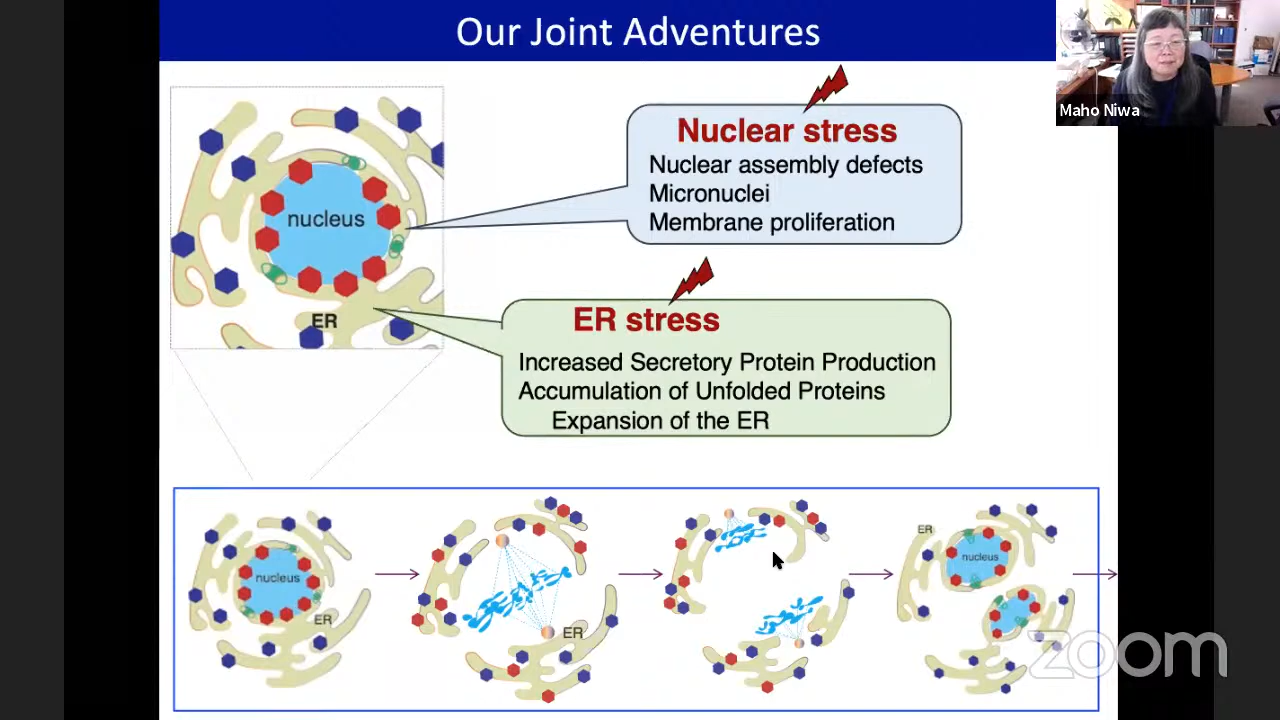 Our Joint Adventures
Maho Niwa
Nuclear stress
Nuclear assembly defects
Micronuclei
Membrane proliferation
nucleus
ER
ER stress
Increased Secretory Protein Production
Accumulation of Unfolded Proteins
Expansion of the ER
nucleus
ER
ER
ER
nucleus
ER
zoom